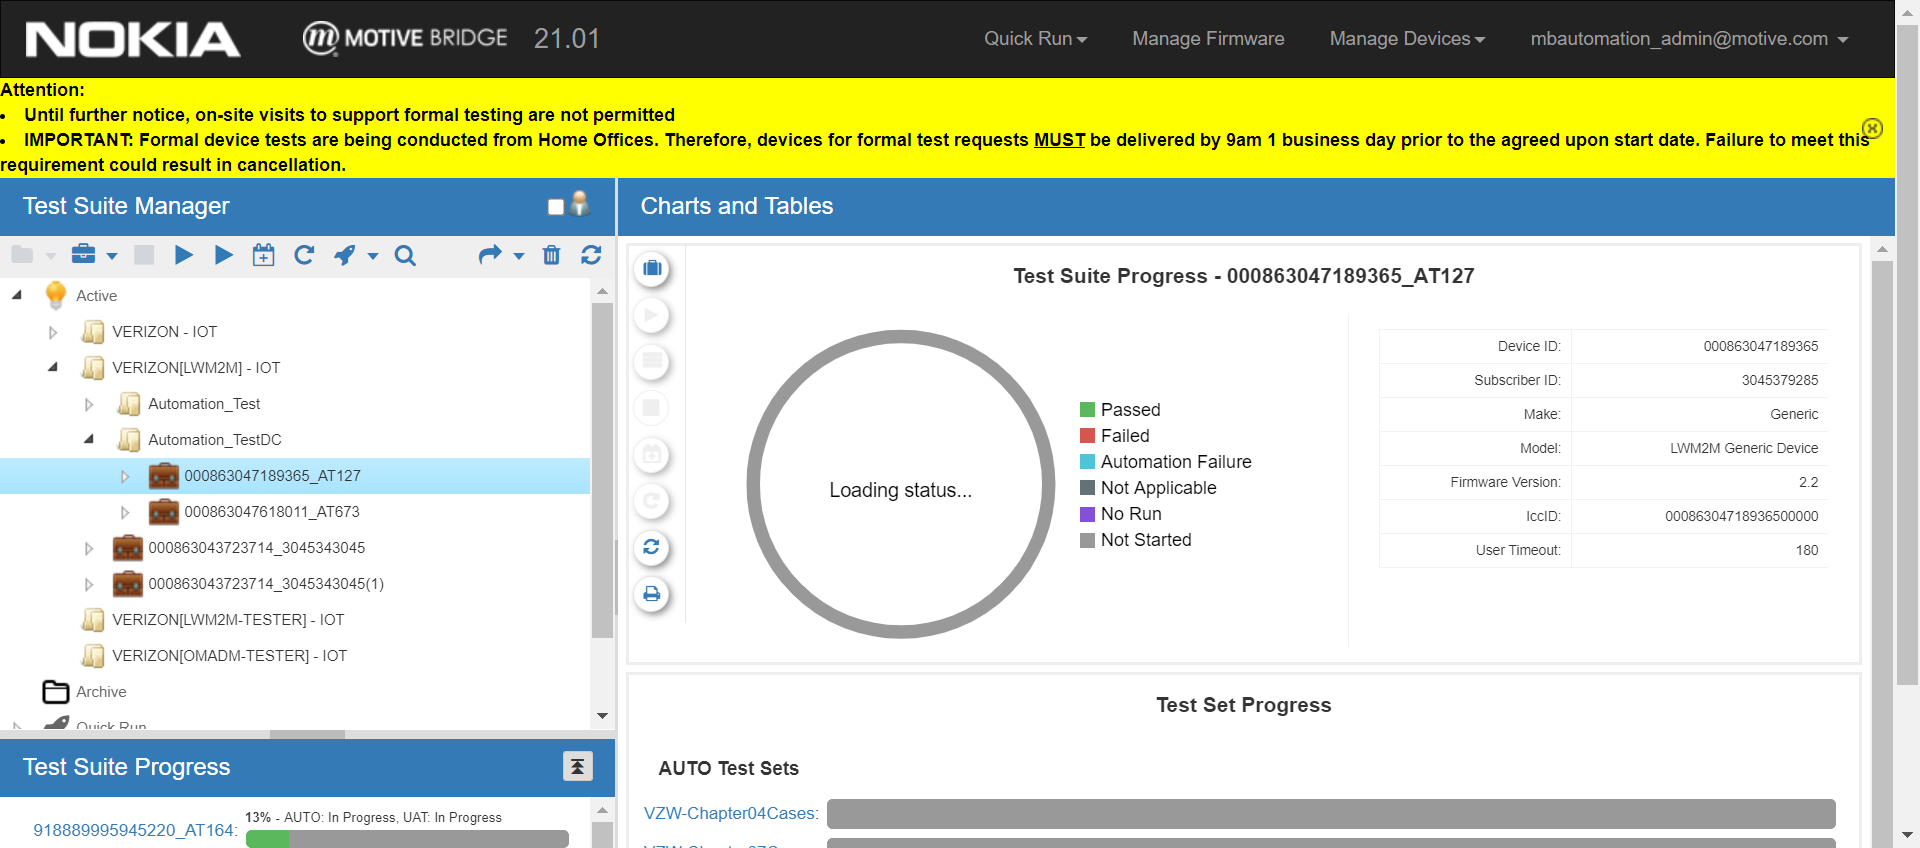 NOKIA
MOTIVE BRIDGE 21.01
Quick Run
Manage Firmware
Manage Devices
mbautomation_admin@motive.com
Attention:
• Until further notice, on-site visits to support formal testing are not permitted
• IMPORTANT: Formal device tests are being conducted from Home Offices. Therefore, devices for formal test requests MUST be delivered by 9am 1 business day prior to the agreed upon start date. Failure to meet this
requirement could result in cancellation.
Test Suite Manager
Active
VERIZON - IOT
VERIZON[LWM2M] - IOT
Automation_Test
Automation_TestDC
000863047189365_AT127
000863047618011_AT673
000863043723714_3045343045
000863043723714_3045343045(1)
VERIZON[LWM2M-TESTER] - IOT
VERIZON[OMADM-TESTER] - IOT
Archive
Quick Run
Test Suite Progress
918889995945220_AT164:
13% - AUTO: In Progress, UAT: In Progress
Charts and Tables
Test Suite Progress - 000863047189365_AT127
Loading status...
Passed
Failed
Automation Failure
Not Applicable
No Run
Not Started
Device ID: 000863047189365
Subscriber ID: 3045379285
Make: Generic
Model: LWM2M Generic Device
Firmware Version: 2.2
IccID: 00086304718936500000
User Timeout: 180
Test Set Progress
AUTO Test Sets
VZW-Chapter04Cases: